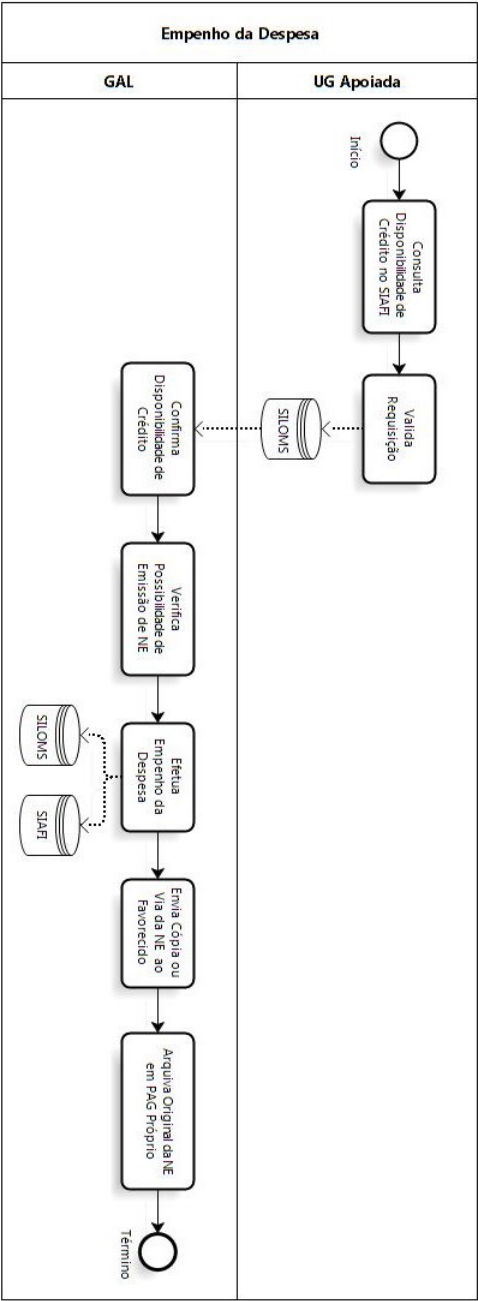 Empenho da Despesa
GAL
UG Apoiada
Início
Consulta
Disponibilidade de
Crédito no SIAFI
Valida
Requisição
SILOMS
Confirma
Disponibilidade de
Crédito
Verifica
Possibilidade de
Emissão de NE
Efetua
Empenho da
Despesa
SILOMS
SIAFI
Envia Cópia ou
Via da NE ao
Favorecido
Arquiva Original da NE
em PAG Próprio
Término